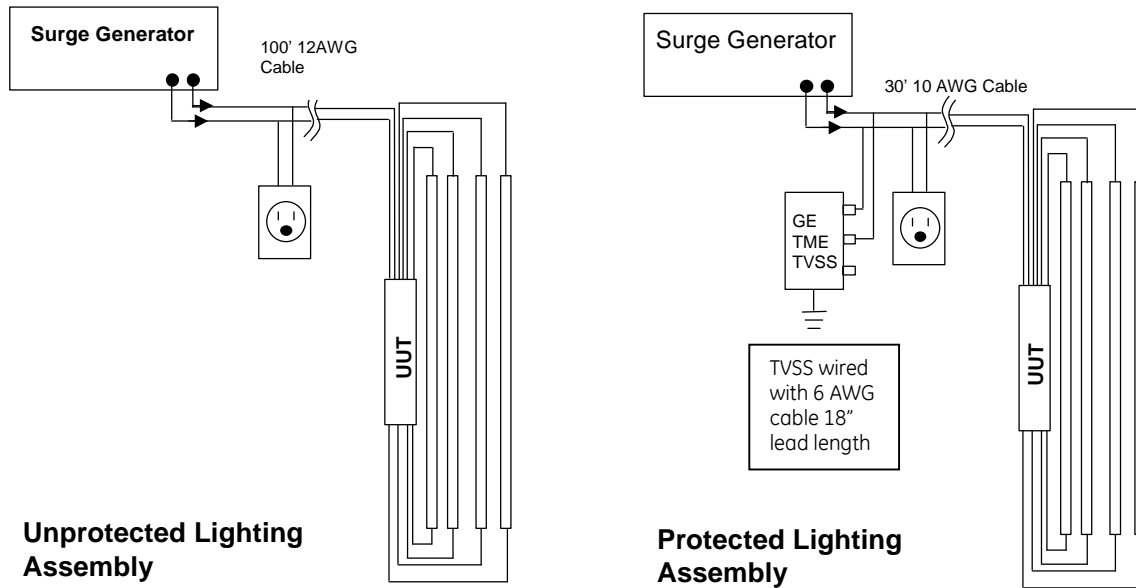 Surge Generator
100' 12AWG
Cable
UUT
Unprotected Lighting
Assembly
Surge Generator
30' 10 AWG Cable
GE
TME
TVSS
TVSS wired
with 6 AWG
cable 18"
lead length
UUT
Protected Lighting
Assembly